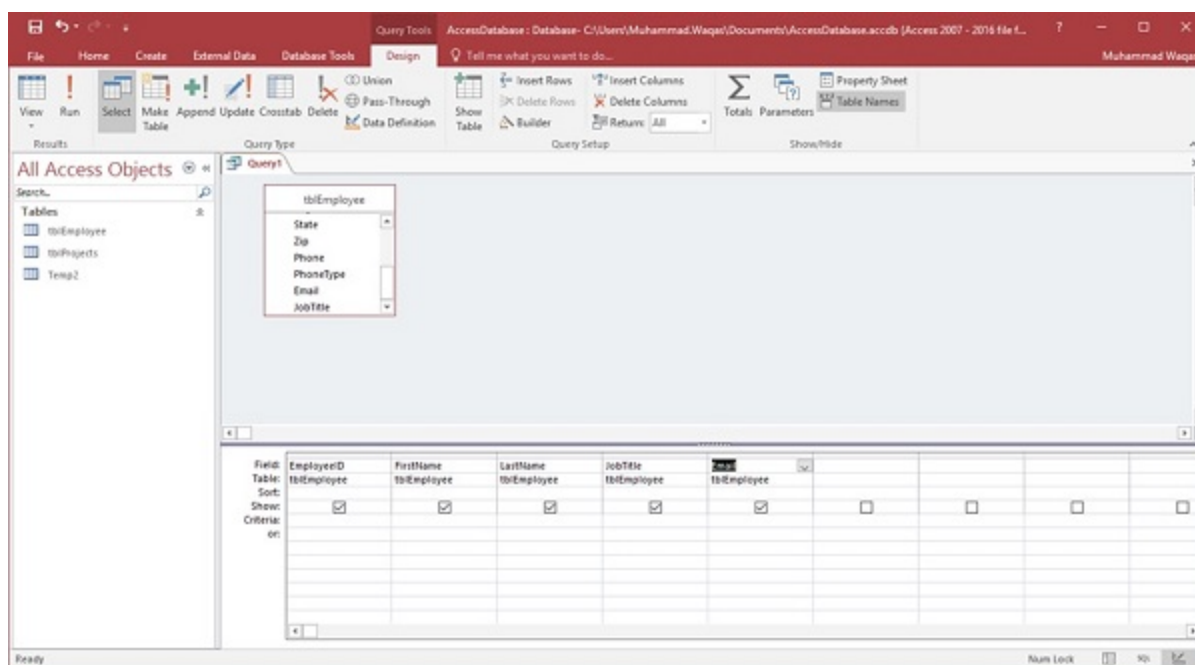 Query Tools AccessDatabase : Database- C:\Users\Muhammad.Waqas\Documents\AccessDatabase.accdb (Access 2007 - 2016 file f... ?
File Home Create External Data Database Tools Design Tell me what you want to do... Muhammad Waqas
View Run Select Make Table Append Update Crosstab Delete
Union
Pass-Through
Data Definition
Show Table
Insert Rows
Delete Rows
Builder
Insert Columns
Delete Columns
Return: All
Totals Parameters
Property Sheet
Table Names
Results Query Type Query Setup Show/Hide
All Access Objects
Search...
Tables
tblEmployee
tblProjects
Temp2
Query1
tblEmployee
State
Zip
Phone
PhoneType
Email
JobTitle
Field: EmployeeID FirstName LastName JobTitle Email
Table: tblEmployee tblEmployee tblEmployee tblEmployee tblEmployee
Sort:
Show:
Criteria:
or:
Ready Num Lock SQL